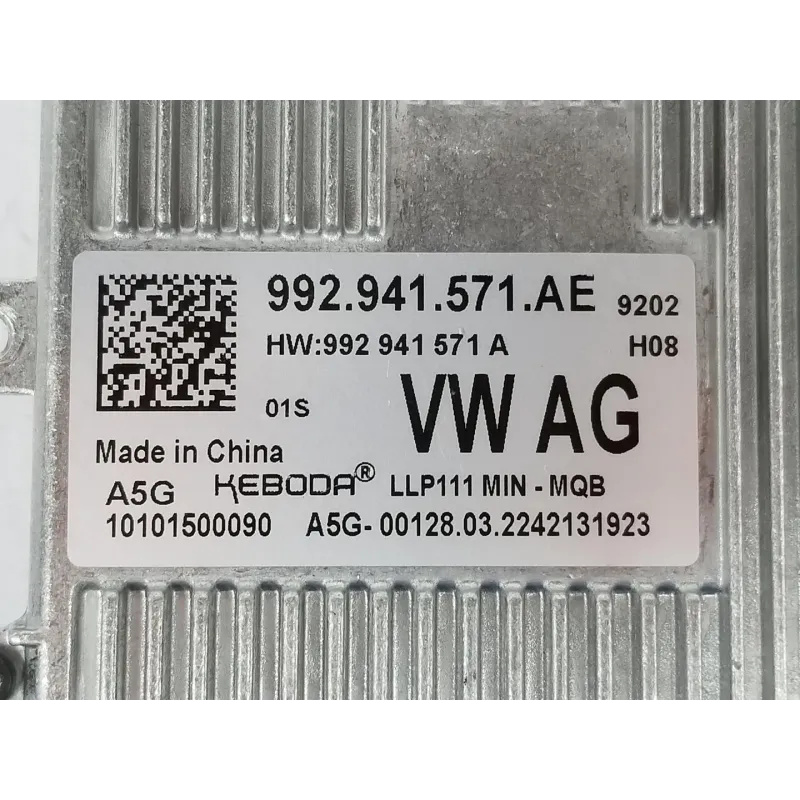 992.941.571.AE 9202
HW:992 941 571 A H08
01S VW AG
Made in China
A5G KEBODA® LLP111 MIN - MQB
10101500090 A5G- 00128.03.2242131923